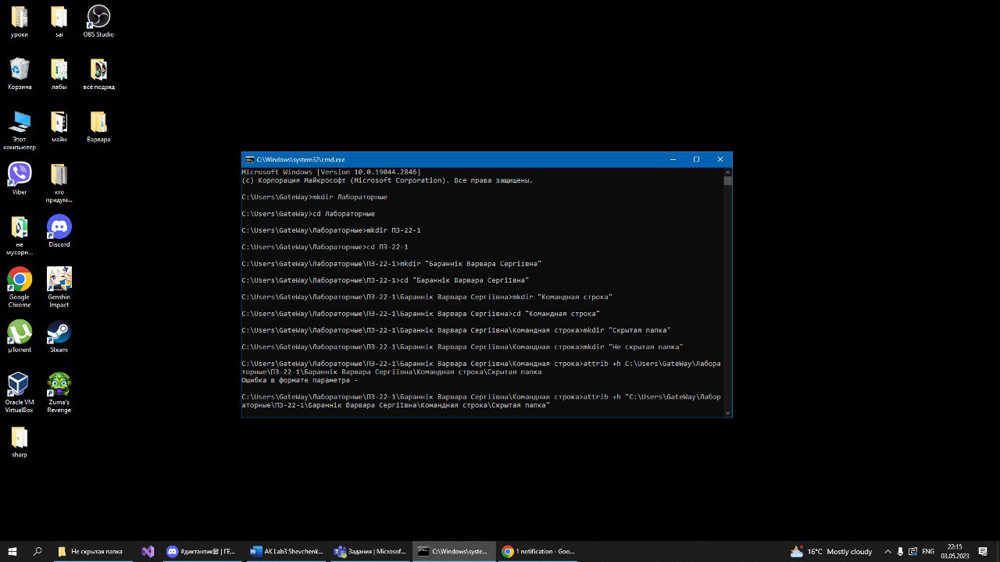 уроки
sai
OBS Studio
Корзина
лабы
все подряд
Этот
компьютер
майн
Варвара
Viber
кто
придум...
не
мусорн...
Discord
Google
Chrome
Genshin
Impact
µTorrent
Steam
Oracle VM
VirtualBox
Zuma's
Revenge
sharp
C:\Windows\system32\cmd.exe
Microsoft Windows [Version 10.0.19044.2846]
(c) Корпорация Майкрософт (Microsoft Corporation). Все права защищены.
C:\Users\GateWay>mkdir Лабораторные
C:\Users\GateWay>cd Лабораторные
C:\Users\GateWay\Лабораторные>mkdir ПЗ-22-1
C:\Users\GateWay\Лабораторные>cd ПЗ-22-1
C:\Users\GateWay\Лабораторные\ПЗ-22-1>mkdir "Бараннік Варвара Сергіївна"
C:\Users\GateWay\Лабораторные\ПЗ-22-1>cd "Бараннік Варвара Сергіївна"
C:\Users\GateWay\Лабораторные\ПЗ-22-1\Бараннік Варвара Сергіївна>mkdir "Командная строка"
C:\Users\GateWay\Лабораторные\ПЗ-22-1\Бараннік Варвара Сергіївна>cd "Командная строка"
C:\Users\GateWay\Лабораторные\ПЗ-22-1\Бараннік Варвара Сергіївна\Командная строка>mkdir "Скрытая папка"
C:\Users\GateWay\Лабораторные\ПЗ-22-1\Бараннік Варвара Сергіївна\Командная строка>mkdir "Не скрытая папка"
C:\Users\GateWay\Лабораторные\ПЗ-22-1\Бараннік Варвара Сергіївна\Командная строка>attrib +h C:\Users\GateWay\Лабора
торные\ПЗ-22-1\Бараннік Варвара Сергіївна\Командная строка\Скрытая папка
Ошибка в формате параметра -
C:\Users\GateWay\Лабораторные\ПЗ-22-1\Бараннік Варвара Сергіївна\Командная строка>attrib +h "C:\Users\GateWay\Лабор
аторные\ПЗ-22-1\Бараннік Варвара Сергіївна\Командная строка\Скрытая папка"
Не скрытая папка
#диктантик | ГЕ...
AK Lab3 Shevchenk...
Задания | Microsof...
C:\Windows\syste...
1 notification - Goo...
16°C Mostly cloudy
ENG
22:15
03.05.2023